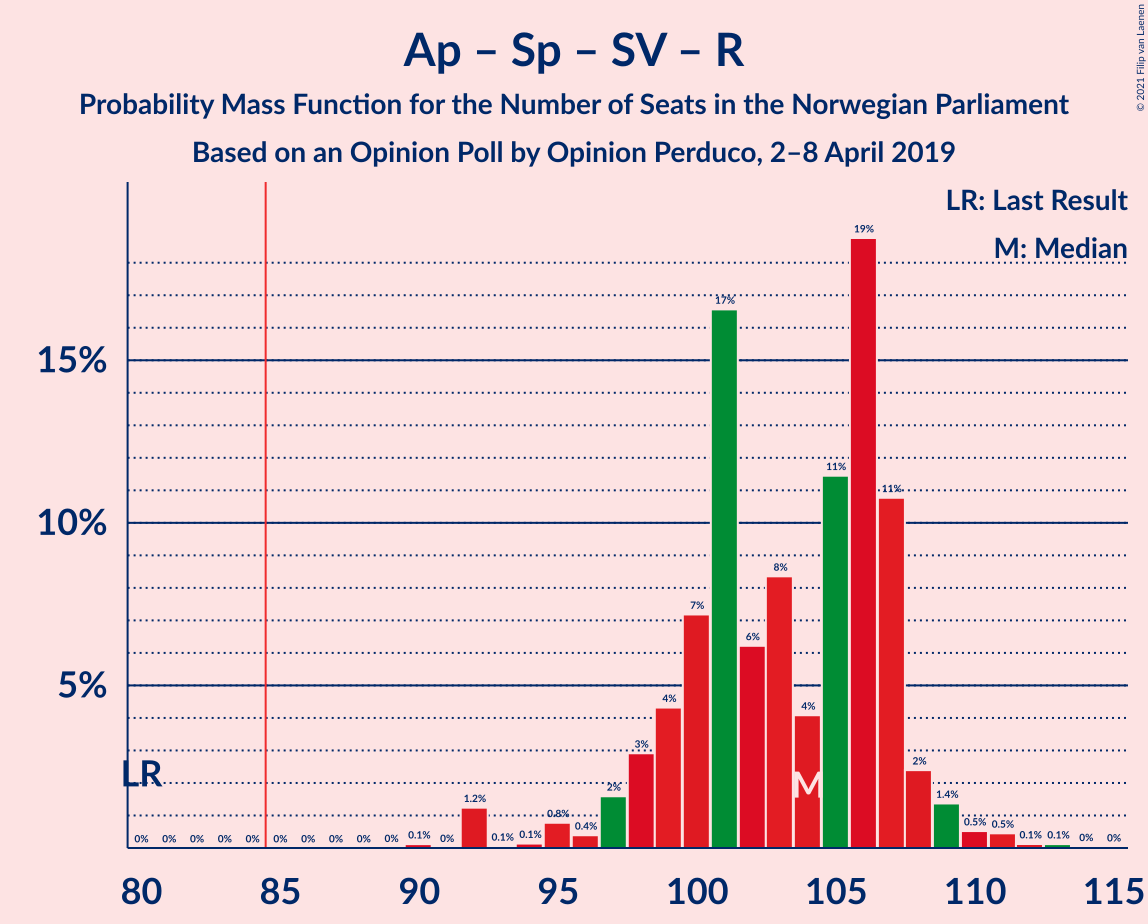 © 2021 Filip van Laenen
Ap – Sp – SV – R
Probability Mass Function for the Number of Seats in the Norwegian Parliament
Based on an Opinion Poll by Opinion Perduco, 2–8 April 2019
LR: Last Result
M: Median
19%
17%
15%
11%
11%
10%
8%
7%
6%
5%
4%
4%
3%
LR
M
2%
2%
1.2%
1.4%
0.8%
0.4%
0.5%
0.5%
0% 0% 0% 0% 0% 0% 0% 0% 0% 0% 0.1% 0% 0.1% 0.1% 0.1% 0.1% 0% 0%
80 85 90 95 100 105 110 115